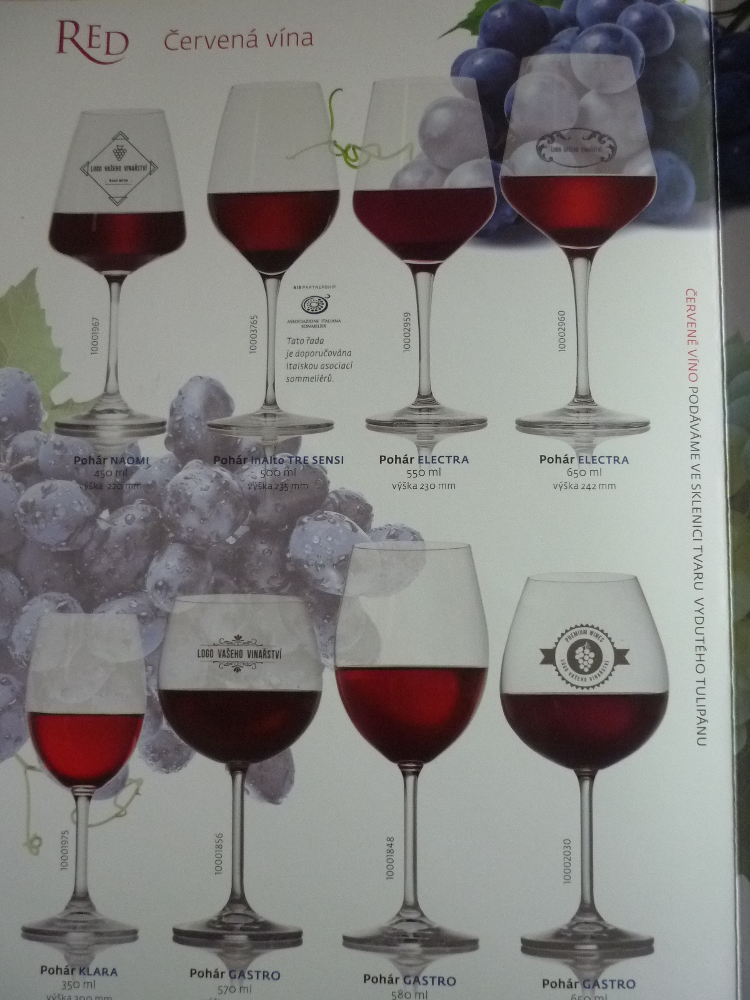 RED Červená vína
LOGO VAŠEHO VINAŘSTVÍ
best wine
LOGO VAŠEHO VINAŘSTVÍ
10001967
10003765
AIS PARTNERSHIP
ASSOCIAZIONE ITALIANA
SOMMELIER
Tato řada
je doporučována
Italskou asociací
sommeliérů.
10002959
10002960
Pohár NAOMI
450 ml
výška 220 mm
Pohár InAlto TRE SENSI
500 ml
výška 235 mm
Pohár ELECTRA
550 ml
výška 230 mm
Pohár ELECTRA
650 ml
výška 242 mm
ČERVENÉ VÍNO PODÁVÁME VE SKLENICI TVARU VYDUTÉHO TULIPÁNU
LOGO VAŠEHO VINAŘSTVÍ
PREMIUM WINES
LOGO VAŠEHO VINAŘSTVÍ
10001975
10001856
10001848
10002030
Pohár KLARA
350 ml
výška 200 mm
Pohár GASTRO
570 ml
Pohár GASTRO
580 ml
Pohár GASTRO
650 ml